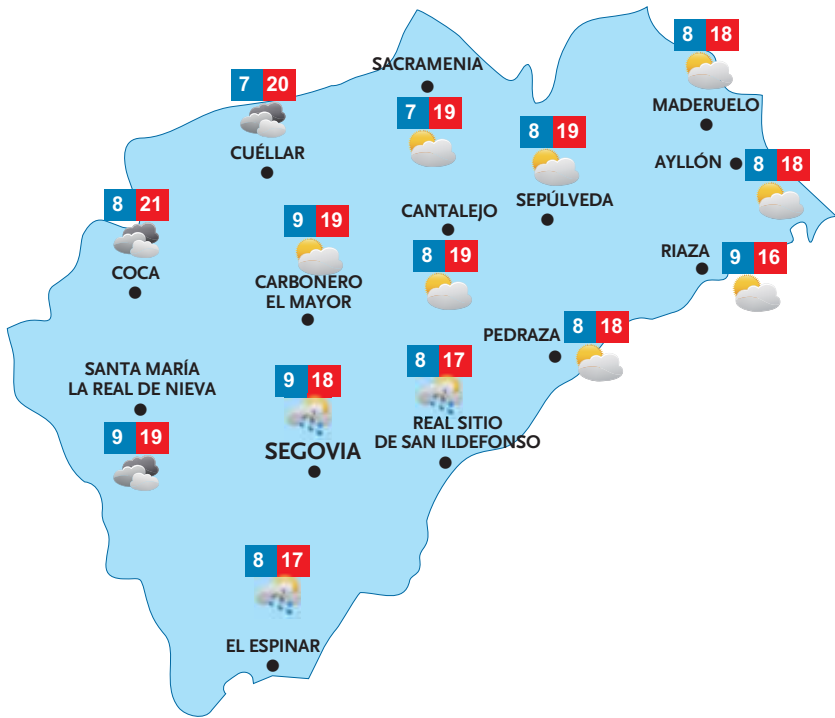 8 18
MADERUELO
SACRAMENIA
7 19
7 20
CUÉLLAR
8 19
SEPÚLVEDA
AYLLÓN
8 18
8 21
COCA
9 19
CARBONERO
EL MAYOR
CANTALEJO
8 19
RIAZA
9 16
PEDRAZA
8 18
SANTA MARÍA
LA REAL DE NIEVA
9 19
9 18
SEGOVIA
8 17
REAL SITIO
DE SAN ILDEFONSO
8 17
EL ESPINAR